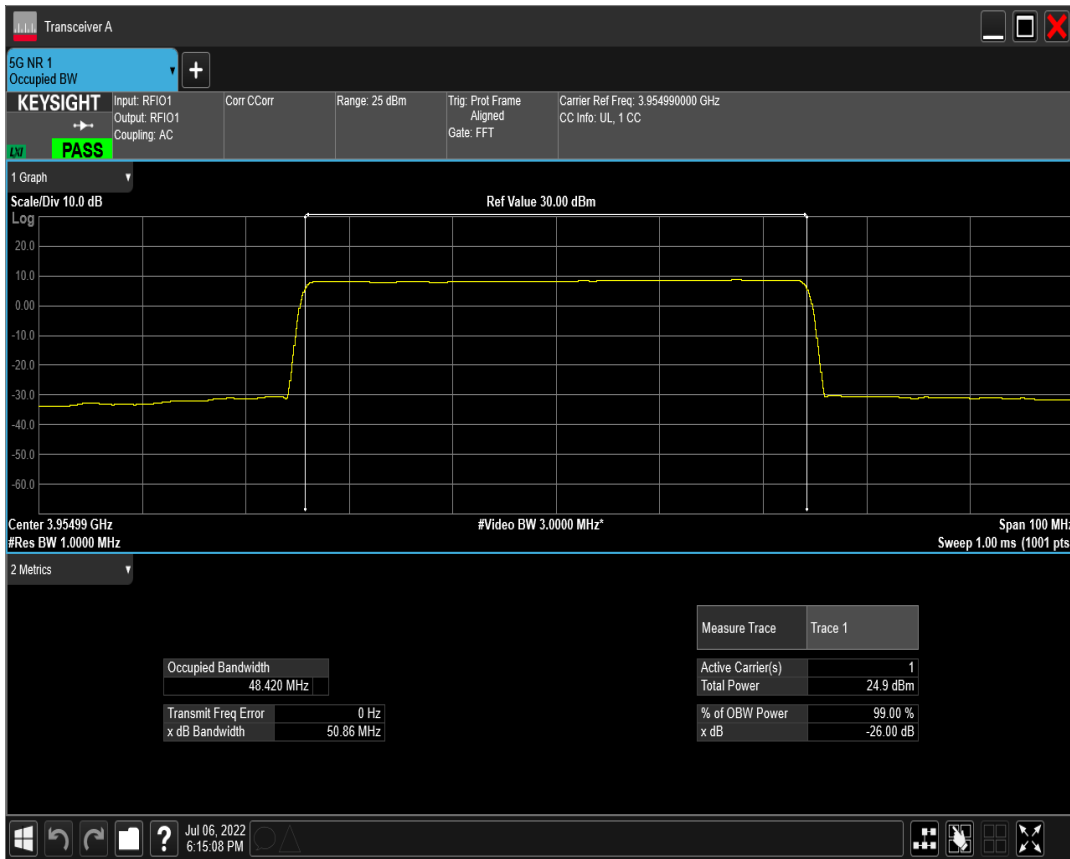 Transceiver A
5G NR 1
Occupied BW
KEYSIGHT
LXI
PASS
Input: RFIO1
Output: RFIO1
Coupling: AC
Corr CCorr
Range: 25 dBm
Trig: Prot Frame
Aligned
Gate: FFT
Carrier Ref Freq: 3.954990000 GHz
CC Info: UL, 1 CC
1 Graph
Scale/Div 10.0 dB
Ref Value 30.00 dBm
Log
20.0
10.0
0.00
-10.0
-20.0
-30.0
-40.0
-50.0
-60.0
Center 3.95499 GHz
#Video BW 3.0000 MHz*
Span 100 MHz
#Res BW 1.0000 MHz
Sweep 1.00 ms (1001 pts
2 Metrics
Measure Trace Trace 1
Occupied Bandwidth
48.420 MHz
Active Carrier(s) 1
Total Power 24.9 dBm
Transmit Freq Error 0 Hz
x dB Bandwidth 50.86 MHz
% of OBW Power 99.00 %
x dB -26.00 dB
?
Jul 06, 2022
6:15:08 PM